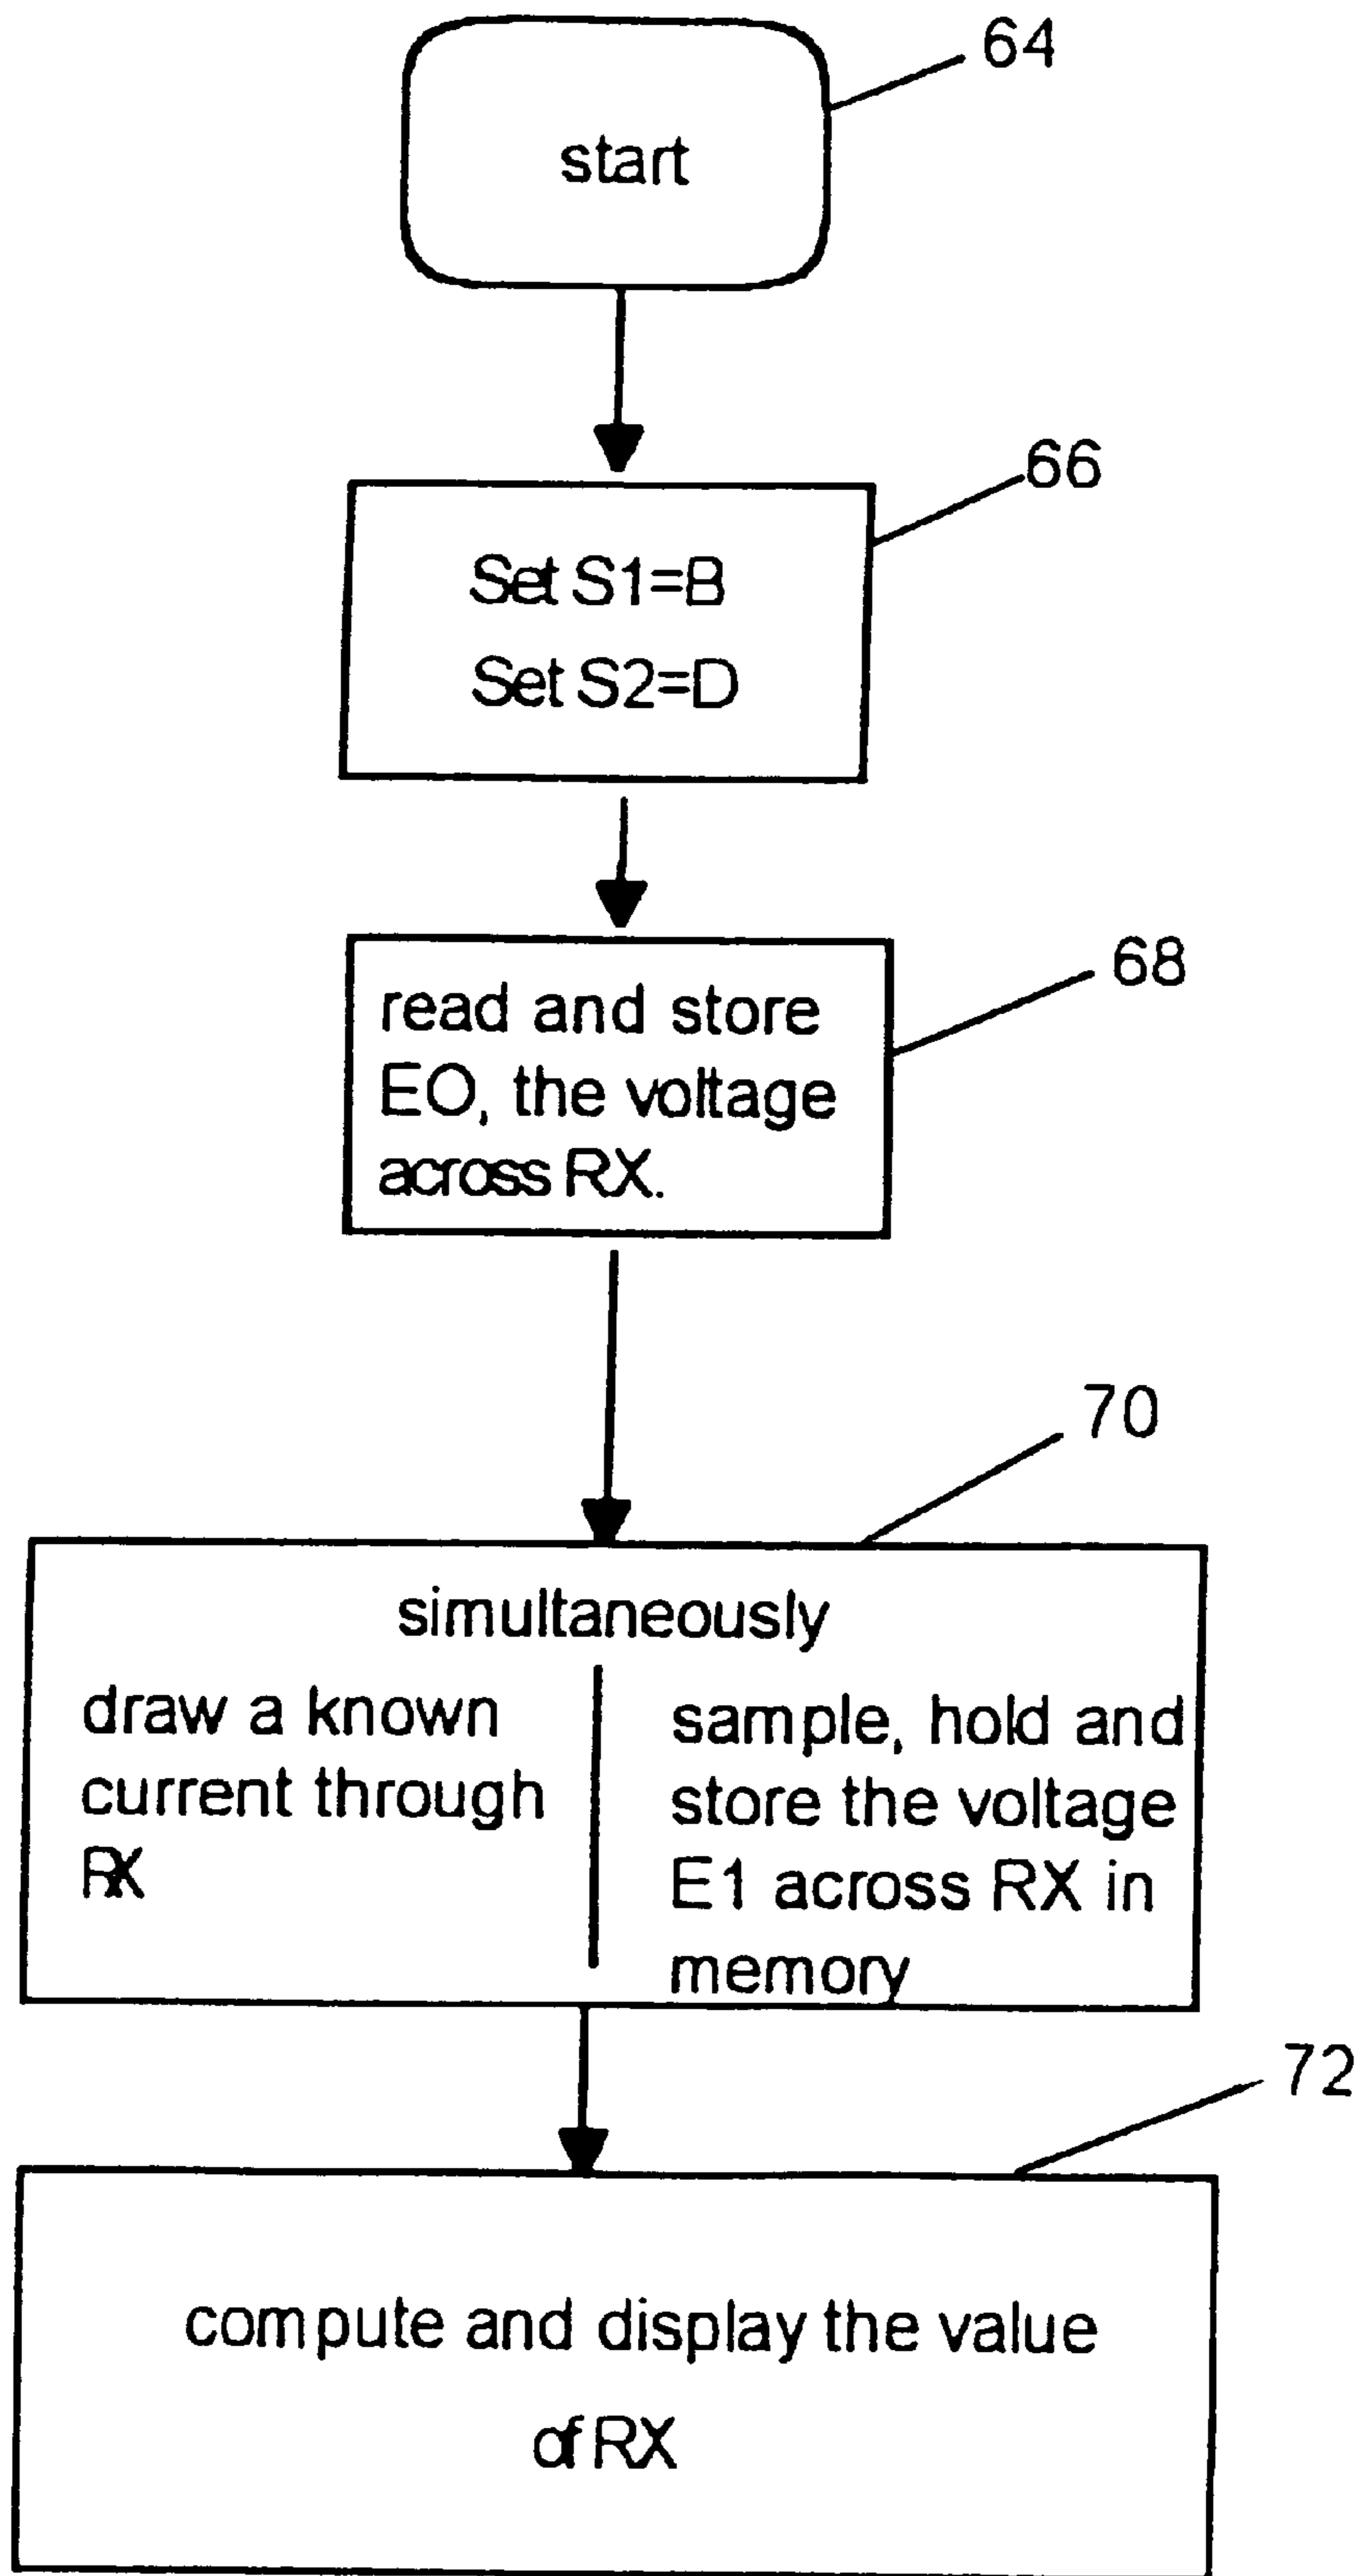 64
start
66
Set S1=B
Set S2=D
68
read and store
EO, the voltage
across RX.
70
simultaneously
draw a known
current through
RX
sample, hold and
store the voltage
E1 across RX in
memory
72
compute and display the value
of RX